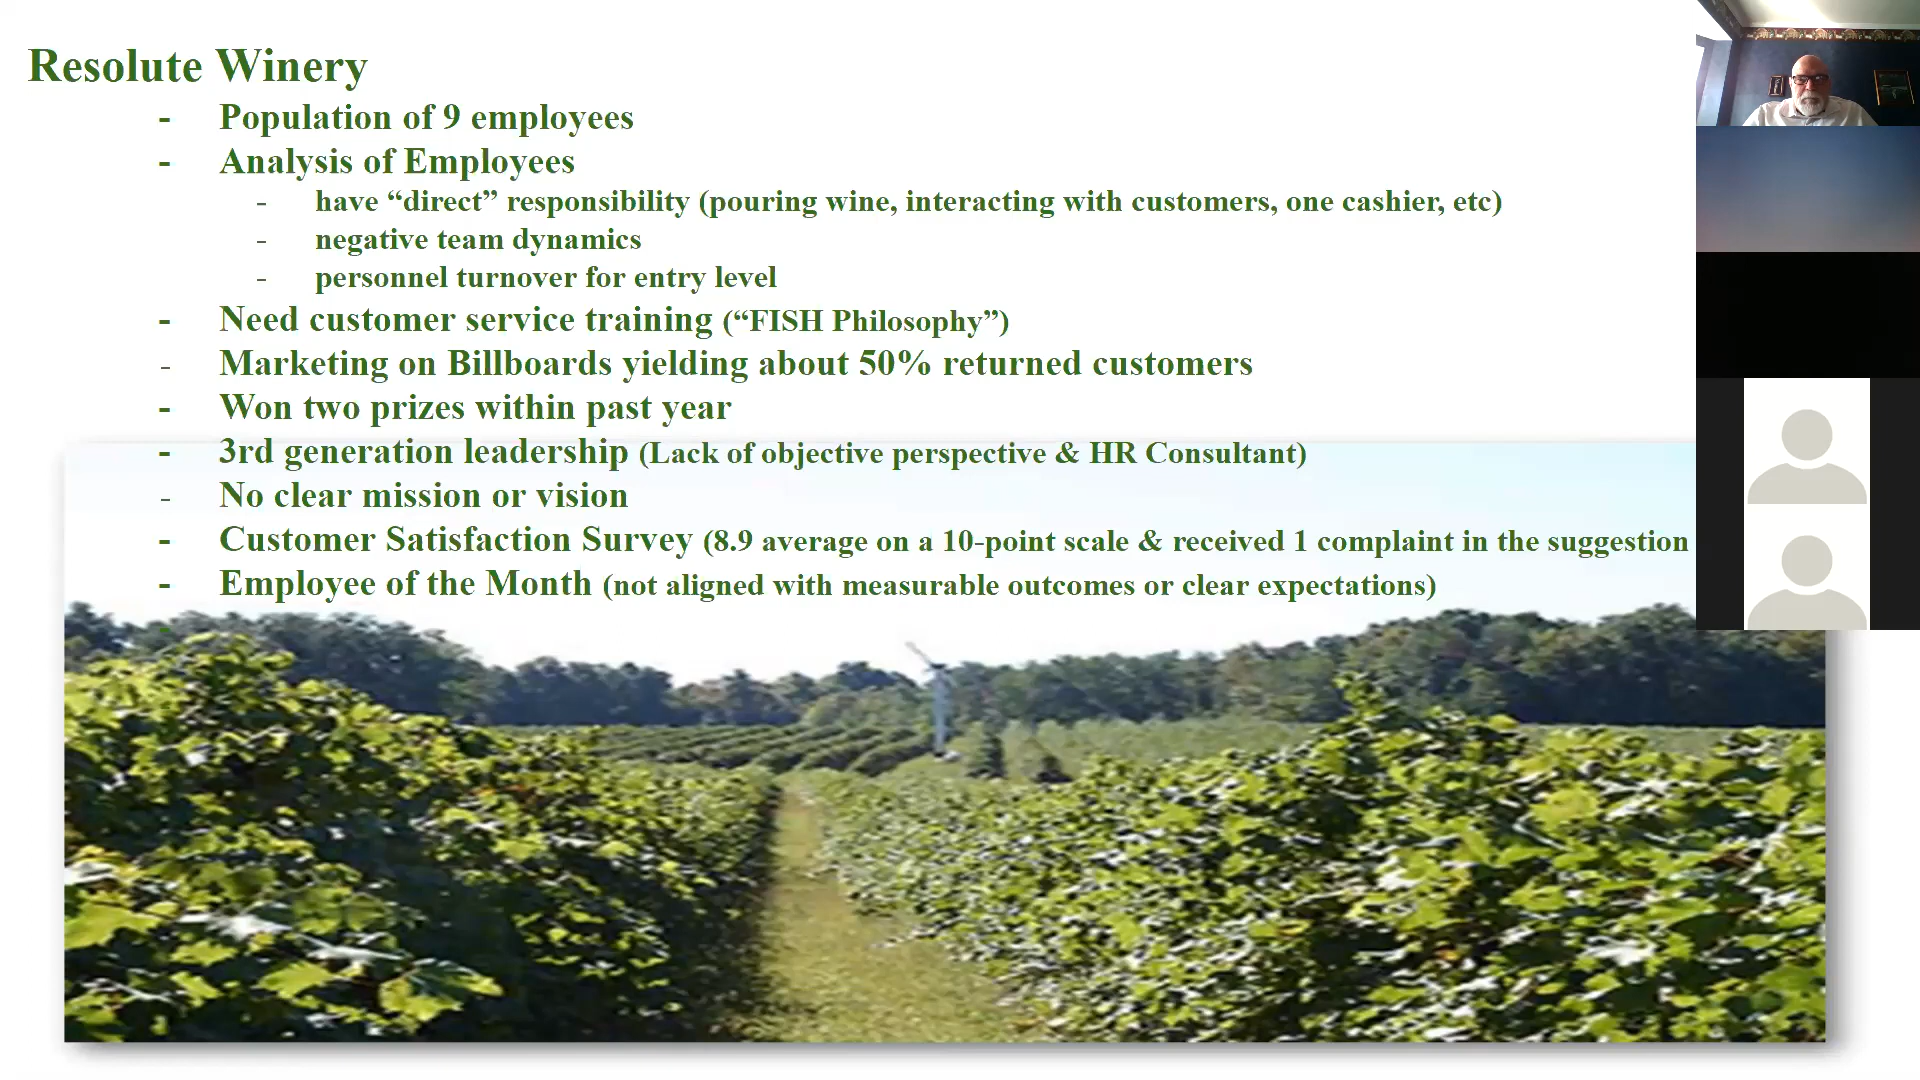 Resolute Winery
- Population of 9 employees
- Analysis of Employees
- have “direct” responsibility (pouring wine, interacting with customers, one cashier, etc)
- negative team dynamics
- personnel turnover for entry level
- Need customer service training (“FISH Philosophy”)
- Marketing on Billboards yielding about 50% returned customers
- Won two prizes within past year
- 3rd generation leadership (Lack of objective perspective & HR Consultant)
- No clear mission or vision
- Customer Satisfaction Survey (8.9 average on a 10-point scale & received 1 complaint in the suggestion
- Employee of the Month (not aligned with measurable outcomes or clear expectations)
-